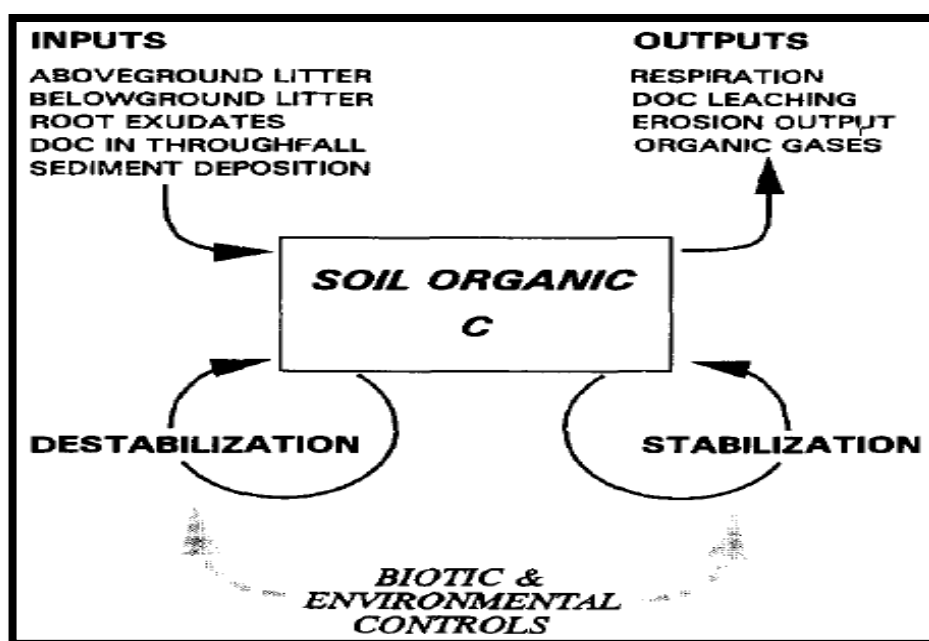 INPUTS
ABOVEGROUND LITTER
BELOWGROUND LITTER
ROOT EXUDATES
DOC IN THROUGHFALL
SEDIMENT DEPOSITION
OUTPUTS
RESPIRATION
DOC LEACHING
EROSION OUTPUT
ORGANIC GASES
SOIL ORGANIC
C
DESTABILIZATION
STABILIZATION
BIOTIC &
ENVIRONMENTAL
CONTROLS